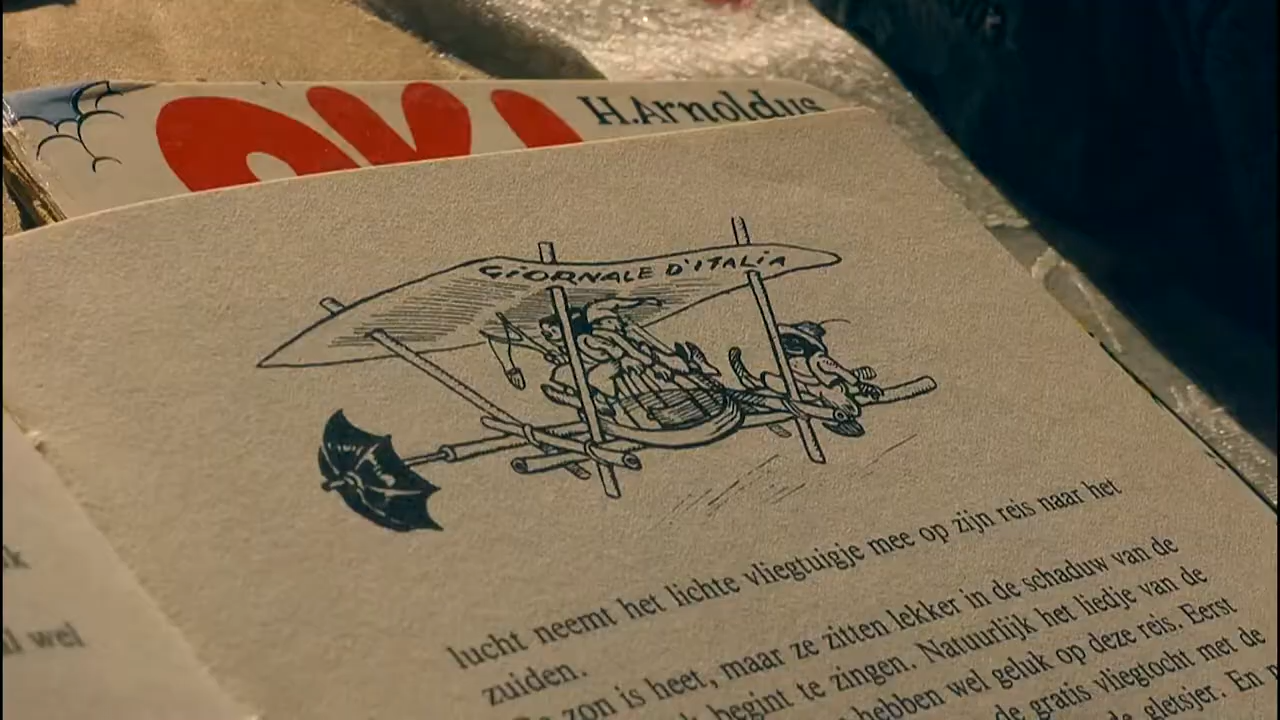 H.Arnoldus
GIORNALE D'ITALIA
lucht neemt het lichte vliegtuigje mee op zijn reis naar het
zuiden.
zon is heet, maar ze zitten lekker in de schaduw van de
begint te zingen. Natuurlijk het liedje van de
hebben wel geluk op deze reis. Eerst
de gratis vliegtocht met de
gletsjer. En
wel